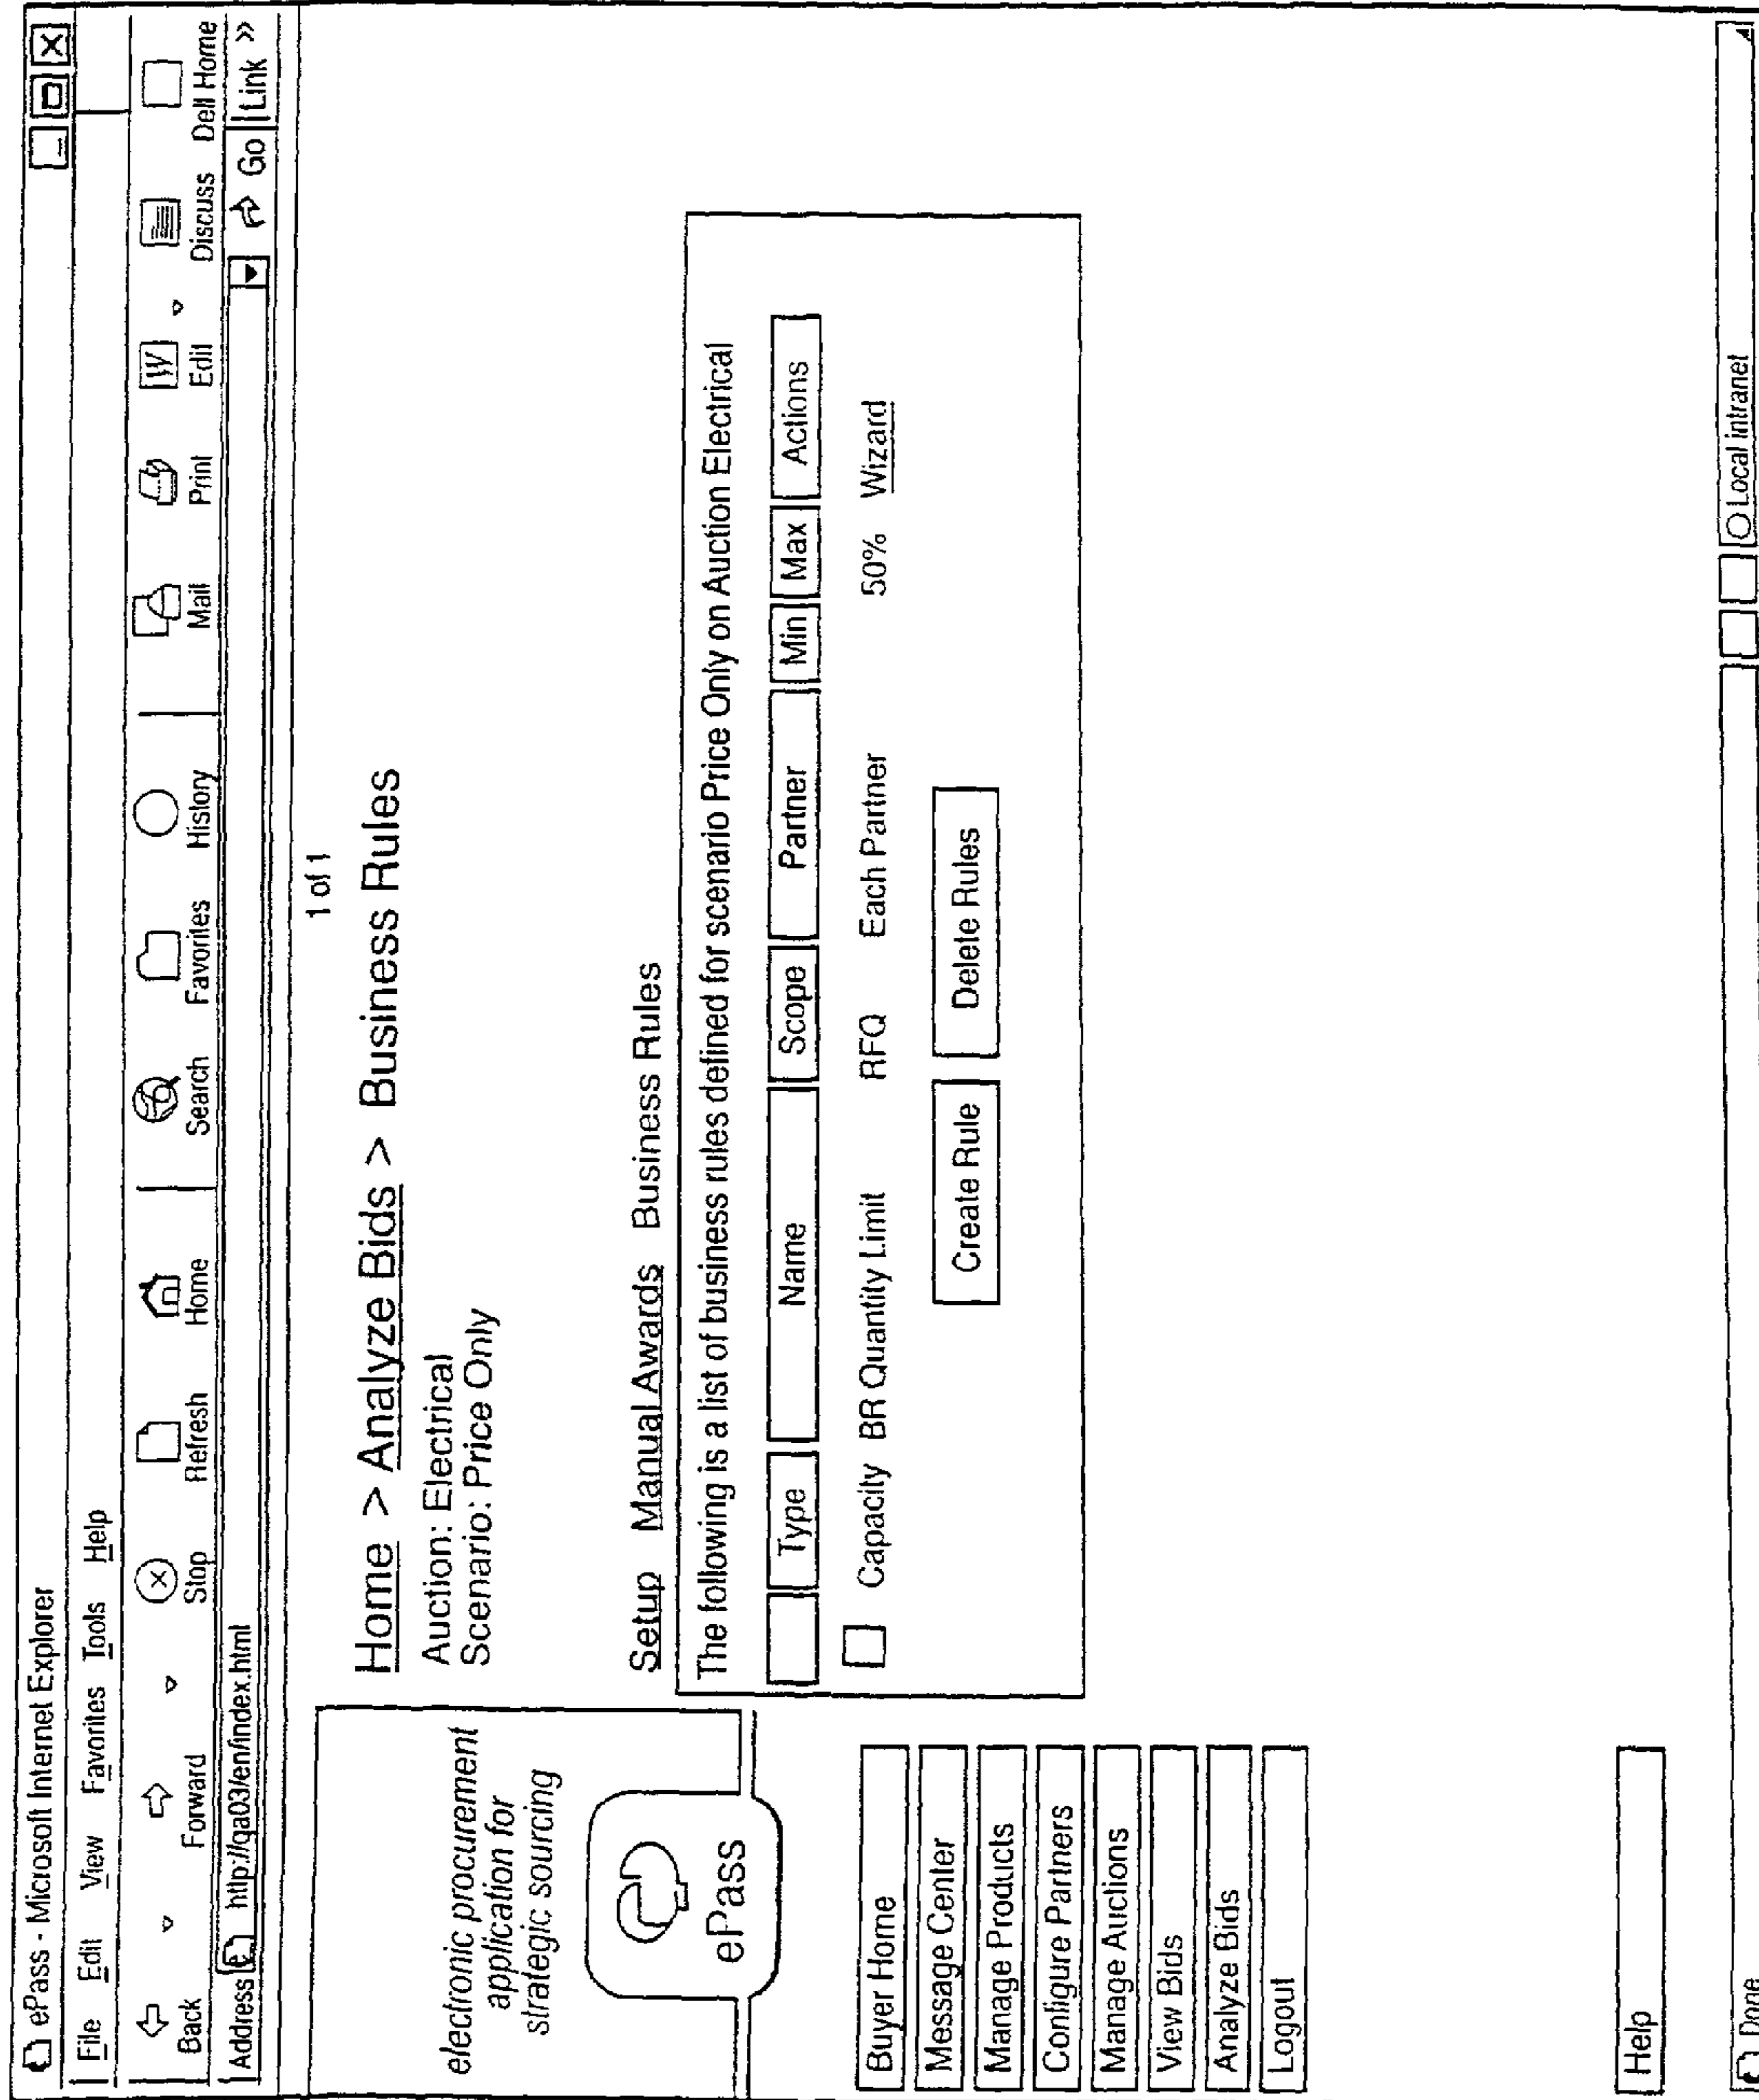 ePass - Microsoft Internet Explorer
File Edit View Favorites Tools Help
Back Forward Stop Refresh Home Search Favorites History Mail Print Edit Discuss Dell Home
Address http://qa03/en/index.html Go Link »
1 of 1
electronic procurement
application for
strategic sourcing
ePass
Buyer Home
Message Center
Manage Products
Configure Partners
Manage Auctions
View Bids
Analyze Bids
Logout
Help
Home > Analyze Bids > Business Rules
Auction: Electrical
Scenario: Price Only
Setup Manual Awards Business Rules
The following is a list of business rules defined for scenario Price Only on Auction Electrical
Type Name Scope Partner Min Max Actions
Capacity BR Quantity Limit RFQ Each Partner 50% Wizard
Create Rule Delete Rules
Done Local intranet